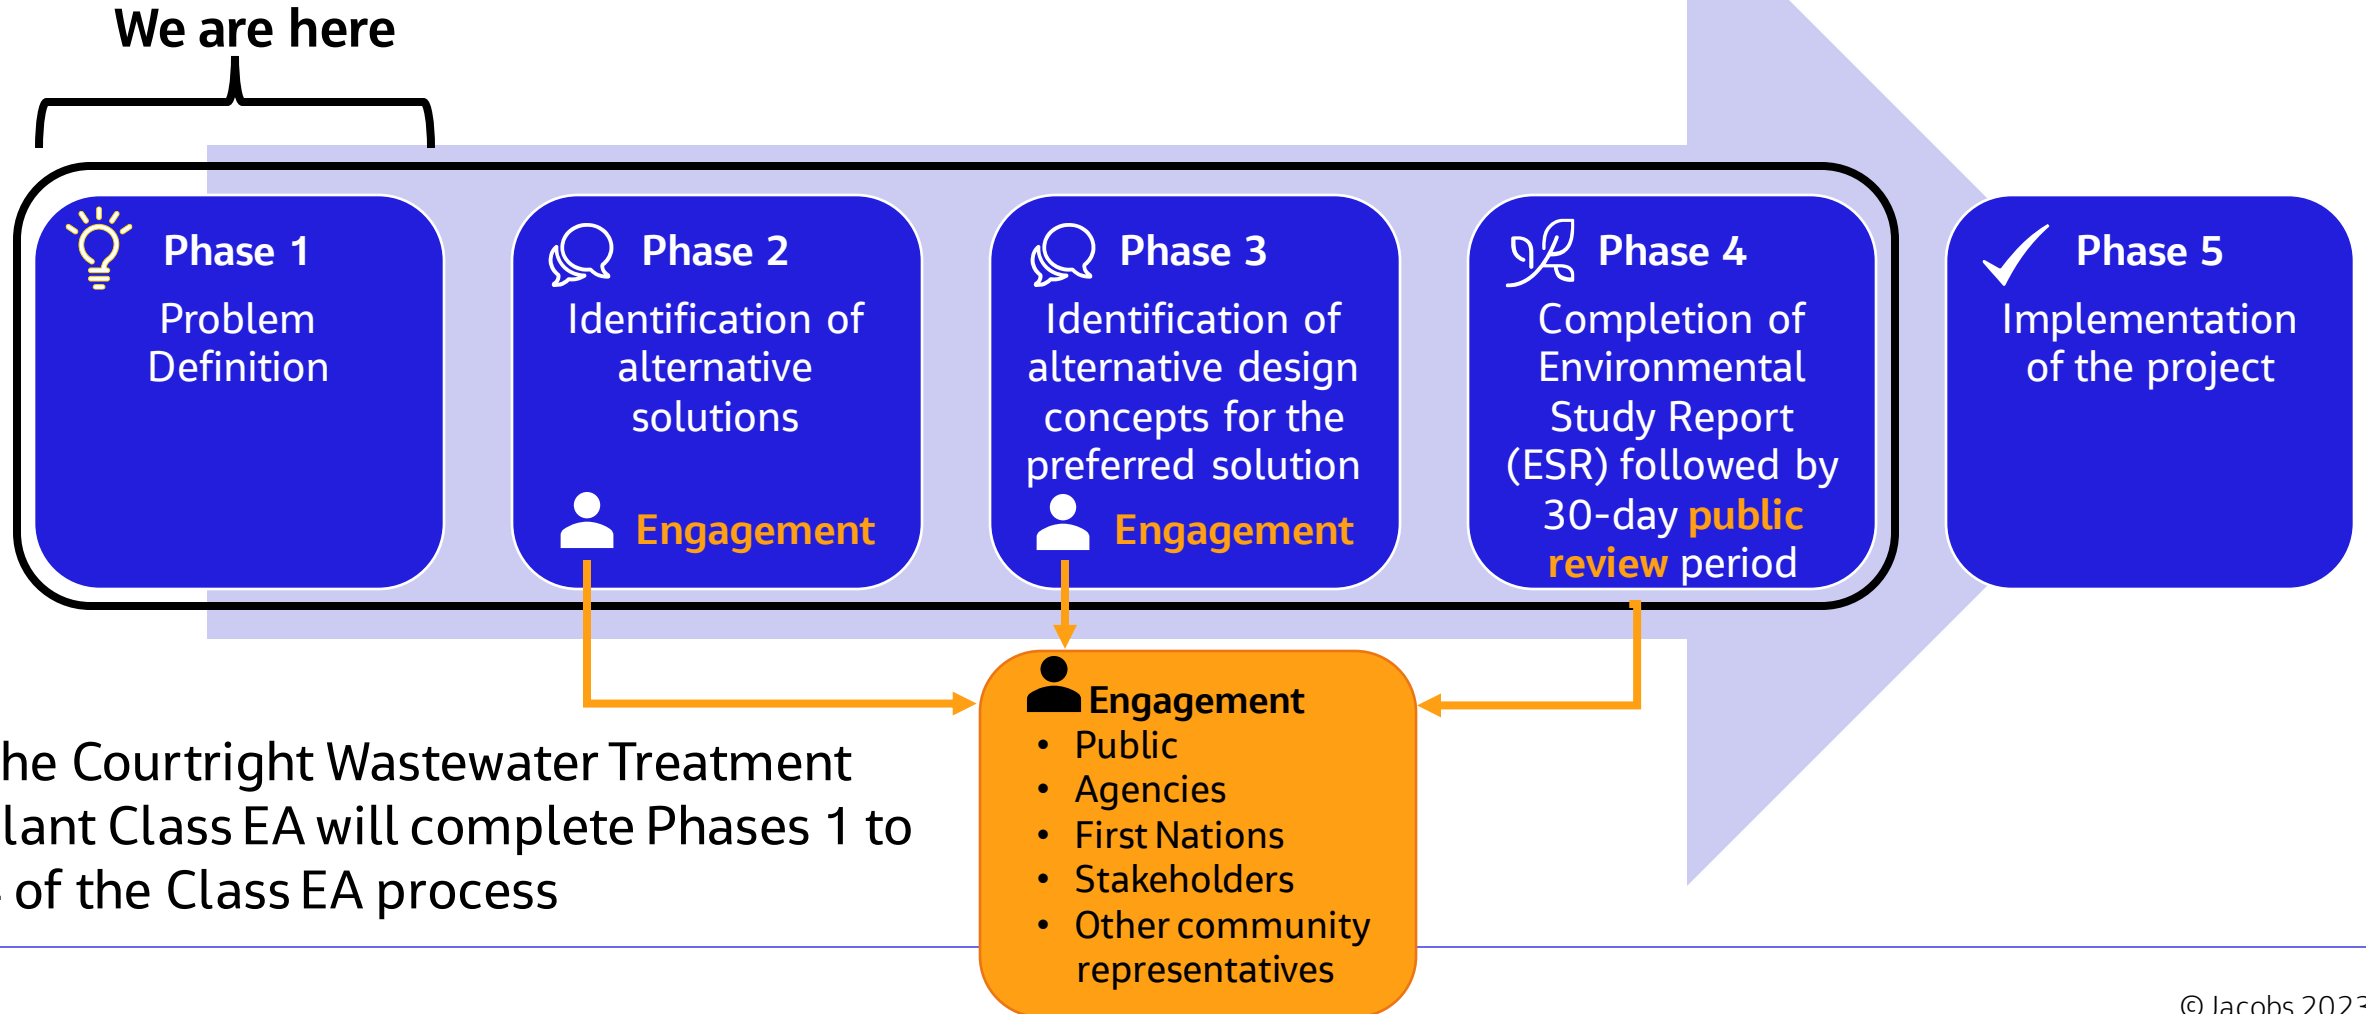 We are here
Phase 1
Problem
Definition
Phase 2
Identification of
alternative
solutions
Engagement
Phase 3
Identification of
alternative design
concepts for the
preferred solution
Engagement
Phase 4
Completion of
Environmental
Study Report
(ESR) followed by
30-day public
review period
Phase 5
Implementation
of the project
Engagement
• Public
• Agencies
• First Nations
• Stakeholders
• Other community
representatives
he Courtright Wastewater Treatment
lant Class EA will complete Phases 1 to
of the Class EA process
© Jacobs 2023